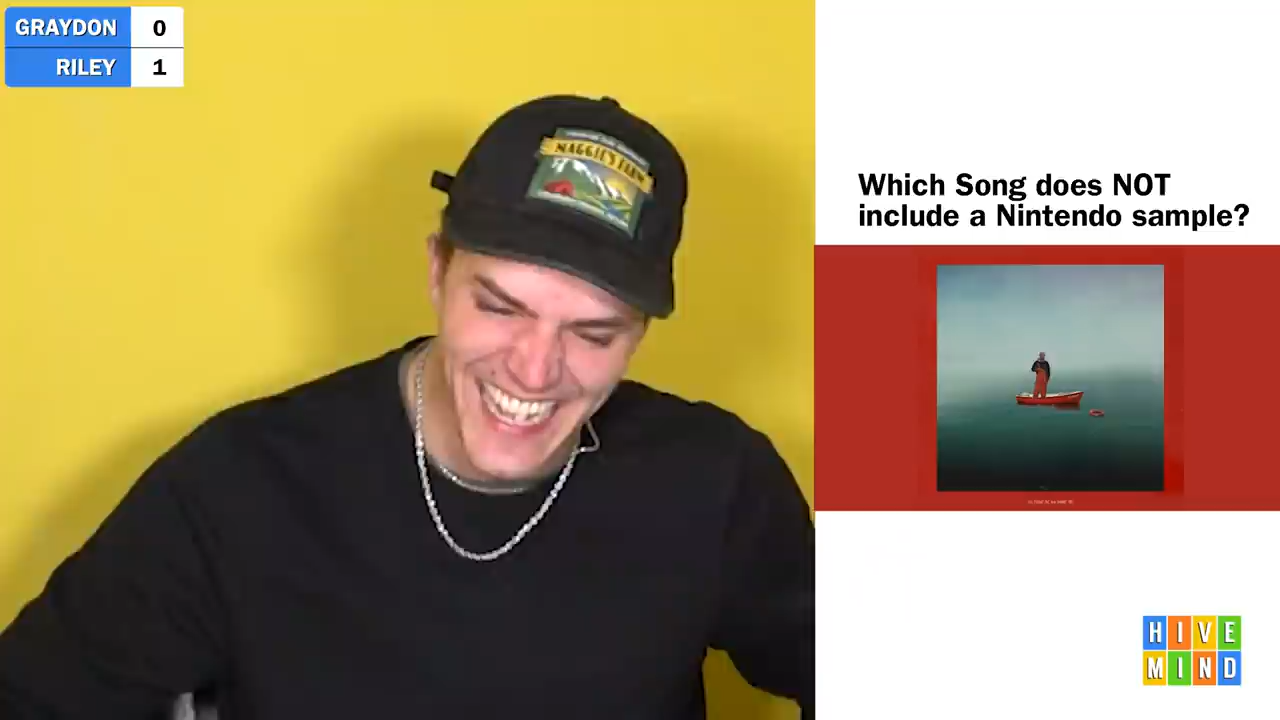 GRAYDON 0
RILEY 1
MAGGIE'S FARM
Which Song does NOT
include a Nintendo sample?
HIVE
MIND